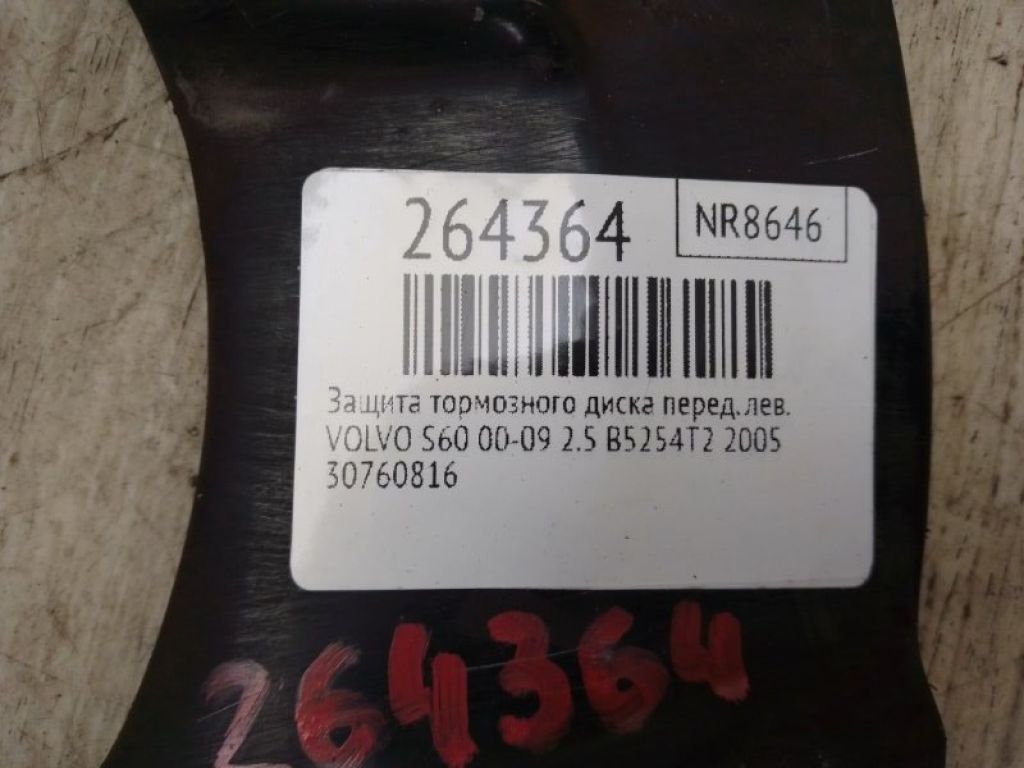 264364
NR8646
Защита тормозного диска перед.лев.
VOLVO S60 00-09 2.5 B5254T2 2005
30760816
264364